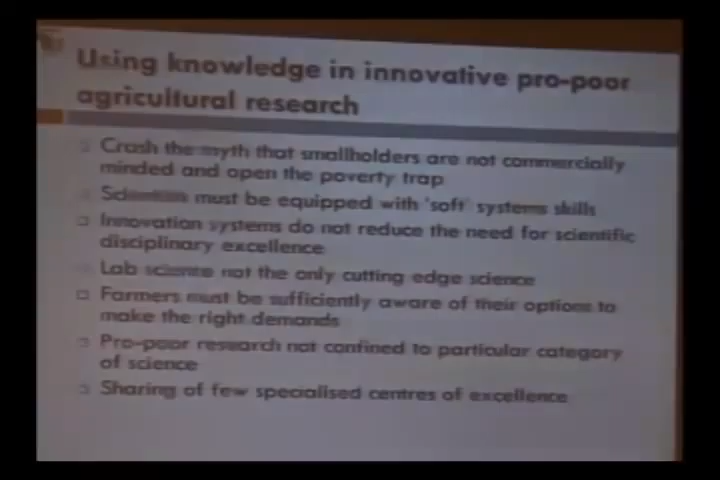 Using knowledge in innovative pro-poor
agricultural research
Crush the myth that smallholders are not commercially
minded and open the poverty trap
Scientists must be equipped with 'soft' systems skills
Innovation systems do not reduce the need for scientific
disciplinary excellence
Lab science not the only cutting edge science
Farmers must be sufficiently aware of their options to
make the right demands
Pro-poor research not confined to particular category
of science
Sharing of few specialised centres of excellence